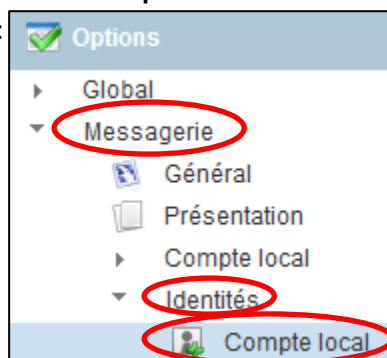 :
Options
Global
Messagerie
Général
Présentation
Compte local
Identités
Compte local